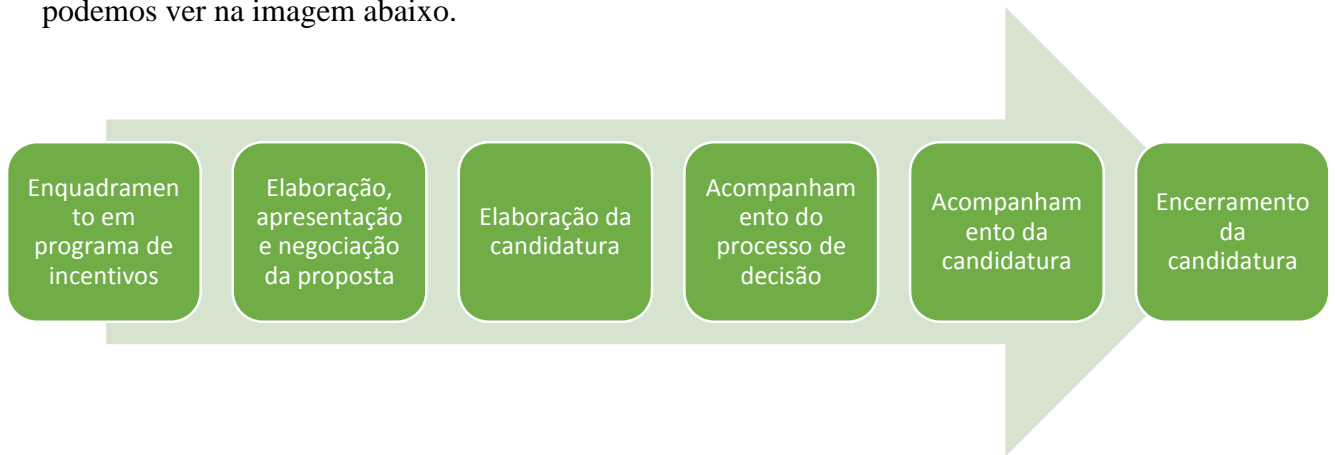 podemos ver na imagem abaixo.
Enquadramen
to em
programa de
incentivos
Elaboração,
apresentação
e negociação
da proposta
Elaboração da
candidatura
Acompanham
ento do
processo de
decisão
Acompanham
ento da
candidatura
Encerramento
da
candidatura